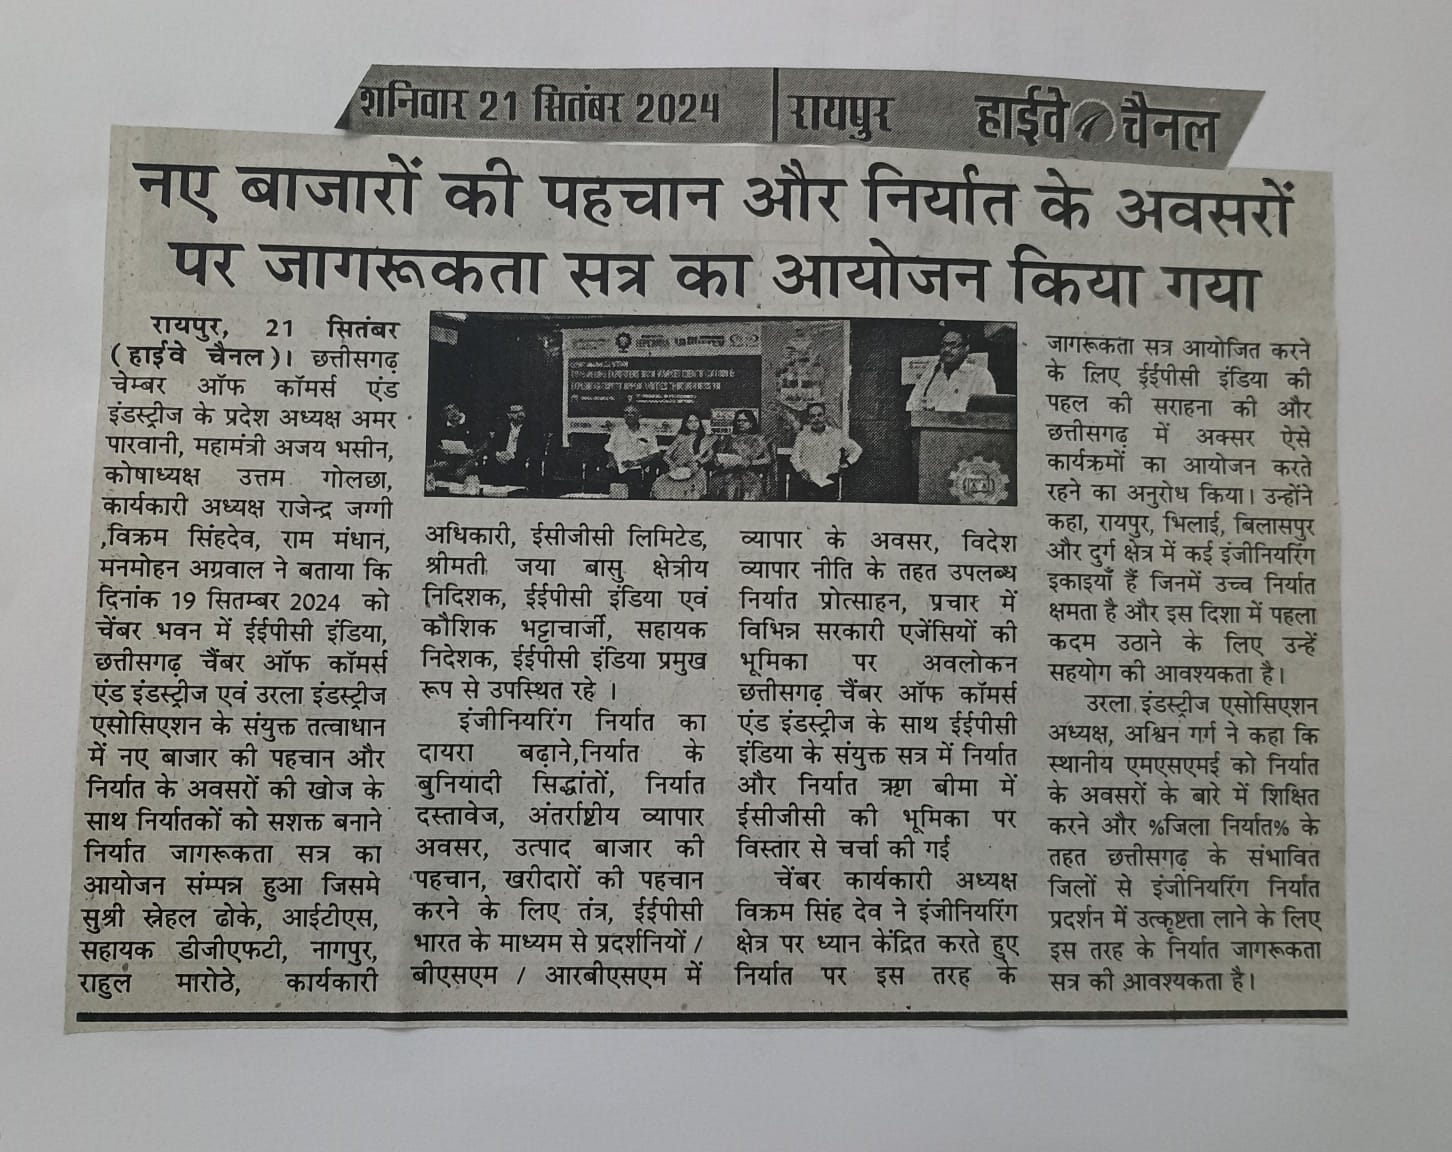 शनिवार 21 सितंबर 2024
रायपुर
हाईवे चैनल
नए बाजारों की पहचान और निर्यात के अवसरों
पर जागरूकता सत्र का आयोजन किया गया
रायपुर, 21 सितंबर
(हाईवे चैनल)। छत्तीसगढ़
चेम्बर ऑफ कॉमर्स एंड
इंडस्ट्रीज के प्रदेश अध्यक्ष अमर
पारवानी, महामंत्री अजय भसीन,
कोषाध्यक्ष उत्तम गोलछा,
कार्यकारी अध्यक्ष राजेन्द्र जग्गी
,विक्रम सिंहदेव, राम मंधान,
मनमोहन अग्रवाल ने बताया कि
दिनांक 19 सितम्बर 2024 को
चेंबर भवन में ईईपीसी इंडिया,
छत्तीसगढ़ चैंबर ऑफ कॉमर्स
एंड इंडस्ट्रीज एवं उरला इंडस्ट्रीज
एसोसिएशन के संयुक्त तत्वाधान
में नए बाजार की पहचान और
निर्यात के अवसरों की खोज के
साथ निर्यातकों को सशक्त बनाने
निर्यात जागरूकता सत्र का
आयोजन सम्पन्न हुआ जिसमे
सुश्री स्नेहल ढोके, आईटीएस,
सहायक डीजीएफटी, नागपुर,
राहुल मारोठे, कार्यकारी
अधिकारी, ईसीजीसी लिमिटेड,
श्रीमती जया बासु क्षेत्रीय
निदिशक, ईईपीसी इंडिया एवं
कौशिक भट्टाचार्जी, सहायक
निदेशक, ईईपीसी इंडिया प्रमुख
रूप से उपस्थित रहे ।
इंजीनियरिंग निर्यात का
दायरा बढ़ाने,निर्यात के
बुनियादी सिद्धांतों, निर्यात
दस्तावेज, अंतर्राष्टीय व्यापार
अवसर, उत्पाद बाजार की
पहचान, खरीदारों की पहचान
करने के लिए तंत्र, ईईपीसी
भारत के माध्यम से प्रदर्शनियों /
बीएसएम / आरबीएसएम में
व्यापार के अवसर, विदेश
व्यापार नीति के तहत उपलब्ध
निर्यात प्रोत्साहन, प्रचार में
विभिन्न सरकारी एजेंसियों की
भूमिका पर अवलोकन
छत्तीसगढ़ चैंबर ऑफ कॉमर्स
एंड इंडस्ट्रीज के साथ ईईपीसी
इंडिया के संयुक्त सत्र में निर्यात
और निर्यात ऋण बीमा में
ईसीजीसी की भूमिका पर
विस्तार से चर्चा की गई
चेंबर कार्यकारी अध्यक्ष
विक्रम सिंह देव ने इंजीनियरिंग
क्षेत्र पर ध्यान केंद्रित करते हुए
निर्यात पर इस तरह के
जागरूकता सत्र आयोजित करने
के लिए ईईपीसी इंडिया की
पहल की सराहना की और
छत्तीसगढ़ में अक्सर ऐसे
कार्यक्रमों का आयोजन करते
रहने का अनुरोध किया। उन्होंने
कहा, रायपुर, भिलाई, बिलासपुर
और दुर्ग क्षेत्र में कई इंजीनियरिंग
इकाइयाँ हैं जिनमें उच्च निर्यात
क्षमता है और इस दिशा में पहला
कदम उठाने के लिए उन्हें
सहयोग की आवश्यकता है।
उरला इंडस्ट्रीज एसोसिएशन
अध्यक्ष, अश्विन गर्ग ने कहा कि
स्थानीय एमएसएमई को निर्यात
के अवसरों के बारे में शिक्षित
करने और %जिला निर्यात% के
तहत छत्तीसगढ़ के संभावित
जिलों से इंजीनियरिंग निर्यात
प्रदर्शन में उत्कृष्टता लाने के लिए
इस तरह के निर्यात जागरूकता
सत्र की आवश्यकता है।